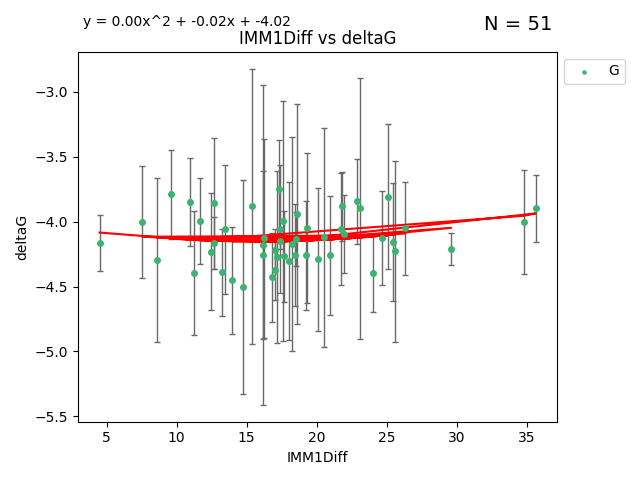 y = 0.00x^2 + -0.02x + -4.02
N = 51
IMM1Diff vs deltaG
G
deltaG
−3.0
−3.5
−4.0
−4.5
−5.0
−5.5
5 10 15 20 25 30 35
IMM1Diff